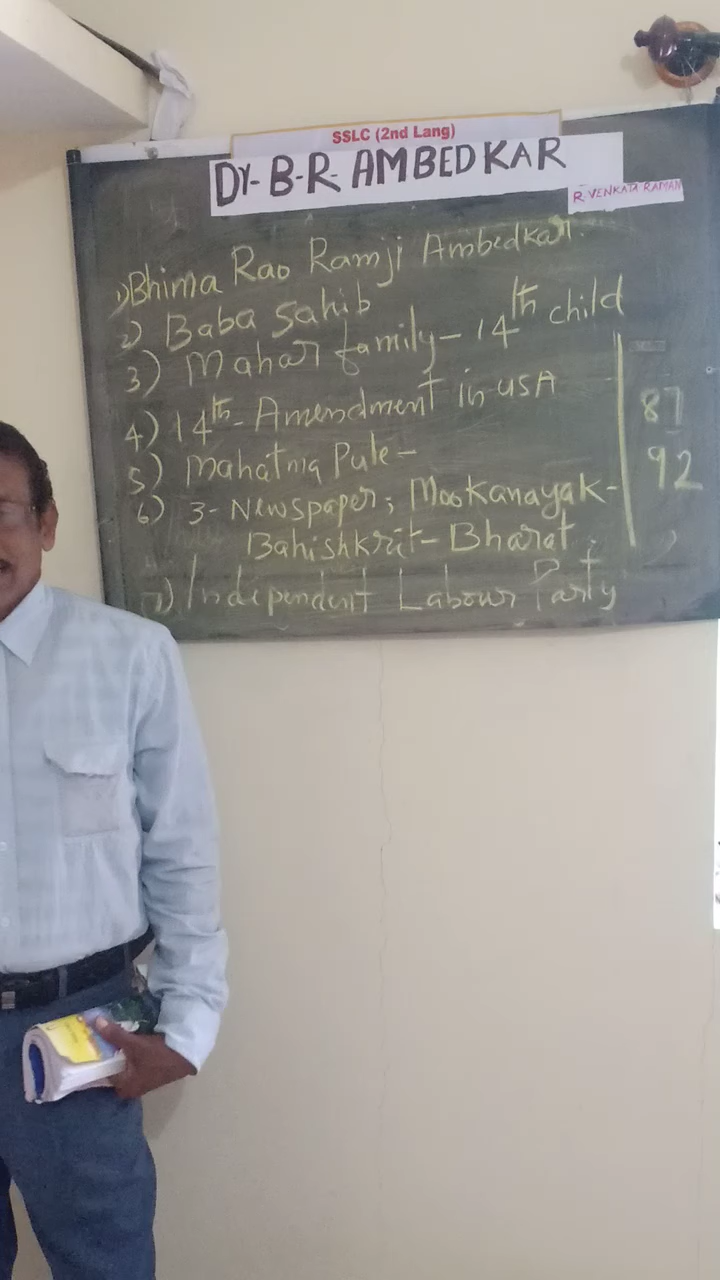 SSLC (2nd Lang)
Dr- B-R- AMBEDKAR
R. VENKATA RAMAN
1) Bhima Rao Ramji Ambedkar.
2) Baba Sahib
3) Mahar family - 14th child
4) 14th - Amendment in USA
5) Mahatma Pule -
6) 3 - Newspaper; Mookanayak -
Bahishkrit - Bharat.
7) Independent Labour Party
87
92